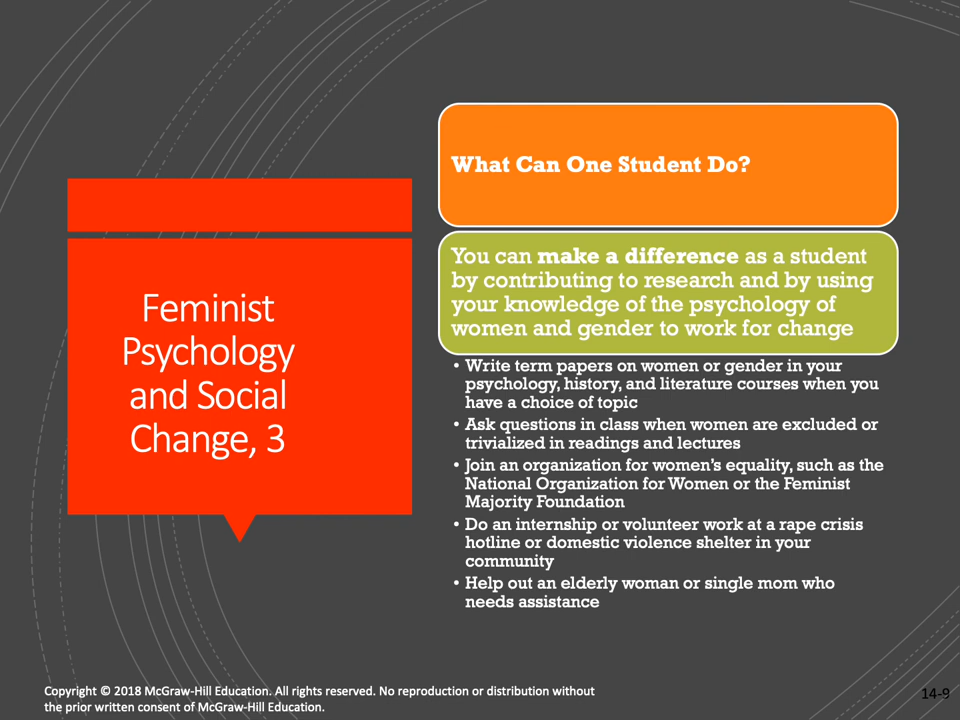 Feminist
Psychology
and Social
Change, 3
What Can One Student Do?
You can make a difference as a student
by contributing to research and by using
your knowledge of the psychology of
women and gender to work for change
• Write term papers on women or gender in your
psychology, history, and literature courses when you
have a choice of topic
• Ask questions in class when women are excluded or
trivialized in readings and lectures
• Join an organization for women’s equality, such as the
National Organization for Women or the Feminist
Majority Foundation
• Do an internship or volunteer work at a rape crisis
hotline or domestic violence shelter in your
community
• Help out an elderly woman or single mom who
needs assistance
Copyright © 2018 McGraw-Hill Education. All rights reserved. No reproduction or distribution without
the prior written consent of McGraw-Hill Education.
14-9